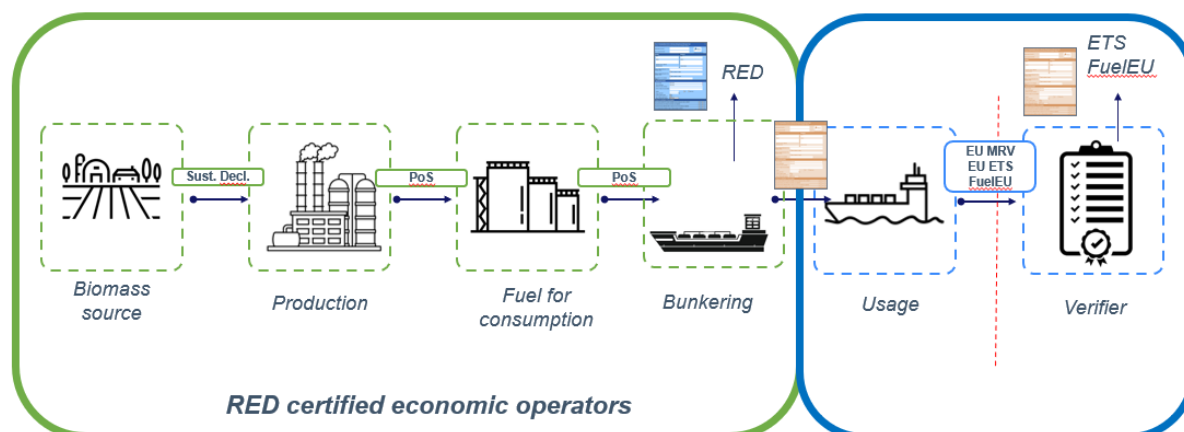 RED
ETS
FuelEU
Sust. Decl.
PoS
PoS
EU MRV
EU ETS
FuelEU
Biomass
source
Production
Fuel for
consumption
Bunkering
Usage
Verifier
RED certified economic operators